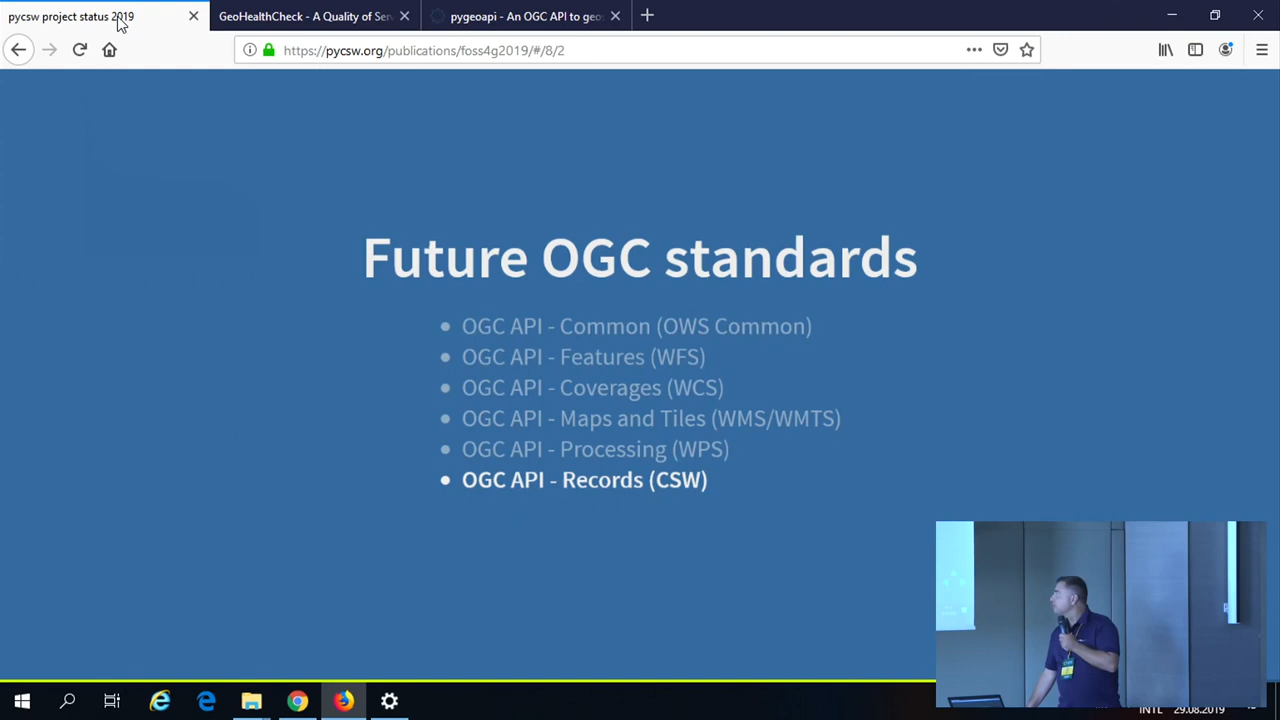 pycsw project status 2019
GeoHealthCheck - A Quality of Ser
pygeoapi - An OGC API to geos
https://pycsw.org/publications/foss4g2019/#/8/2
Future OGC standards
OGC API - Common (OWS Common)
OGC API - Features (WFS)
OGC API - Coverages (WCS)
OGC API - Maps and Tiles (WMS/WMTS)
OGC API - Processing (WPS)
OGC API - Records (CSW)
INTL
29.08.2019